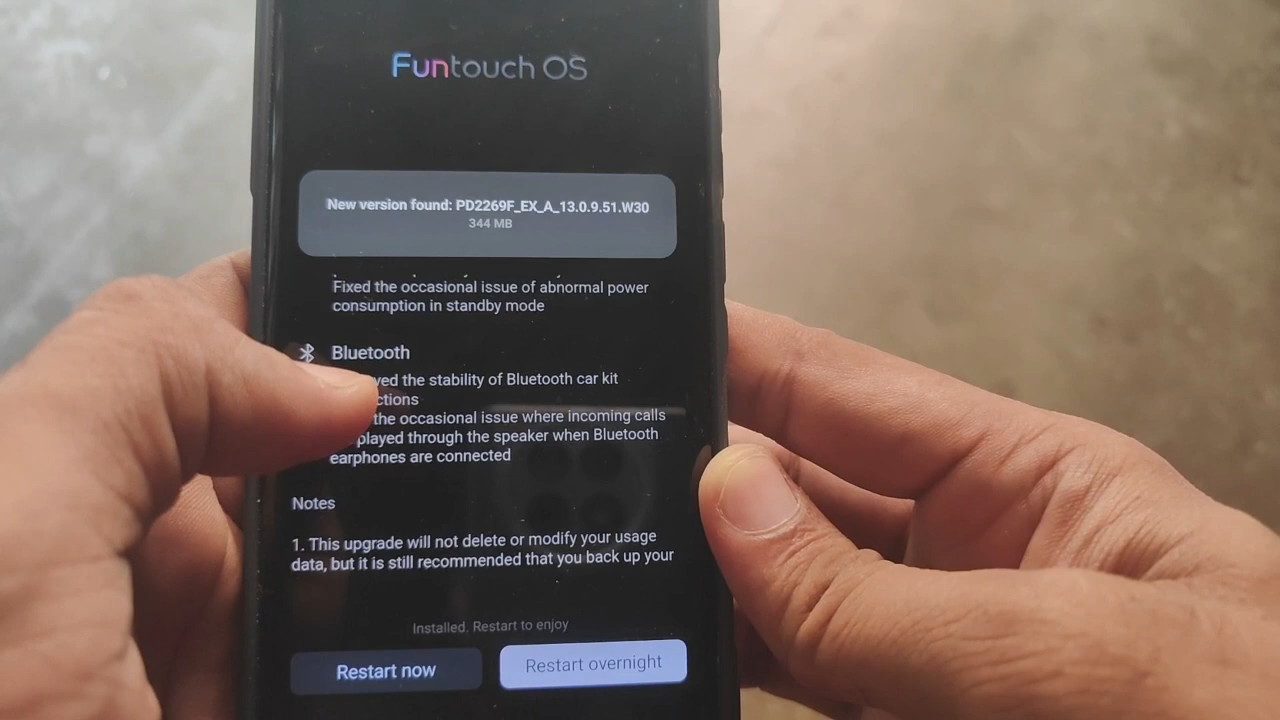 Funtouch OS
New version found: PD2269F_EX_A_13.0.9.51.W30
344 MB
Fixed the occasional issue of abnormal power
consumption in standby mode
Bluetooth
the stability of Bluetooth car kit
the occasional issue where incoming calls
played through the speaker when Bluetooth
earphones are connected
Notes
1. This upgrade will not delete or modify your usage
data, but it is still recommended that you back up your
Installed. Restart to enjoy
Restart now
Restart overnight